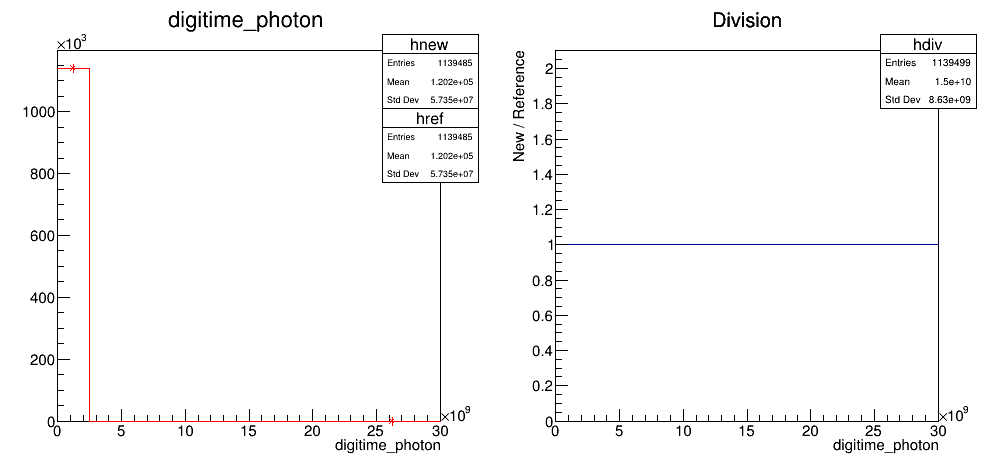 digitime_photon
×10³
hnew
Entries 1139485
Mean 1.202e+05
Std Dev 5.735e+07
href
Entries 1139485
Mean 1.202e+05
Std Dev 5.735e+07
1000
800
600
400
200
0
0 5 10 15 20 25 30
×10⁹
digitime_photon
Division
hdiv
Entries 1139499
Mean 1.5e+10
Std Dev 8.63e+09
New / Reference
2
1.8
1.6
1.4
1.2
1
0.8
0.6
0.4
0.2
0
0 5 10 15 20 25 30
×10⁹
digitime_photon